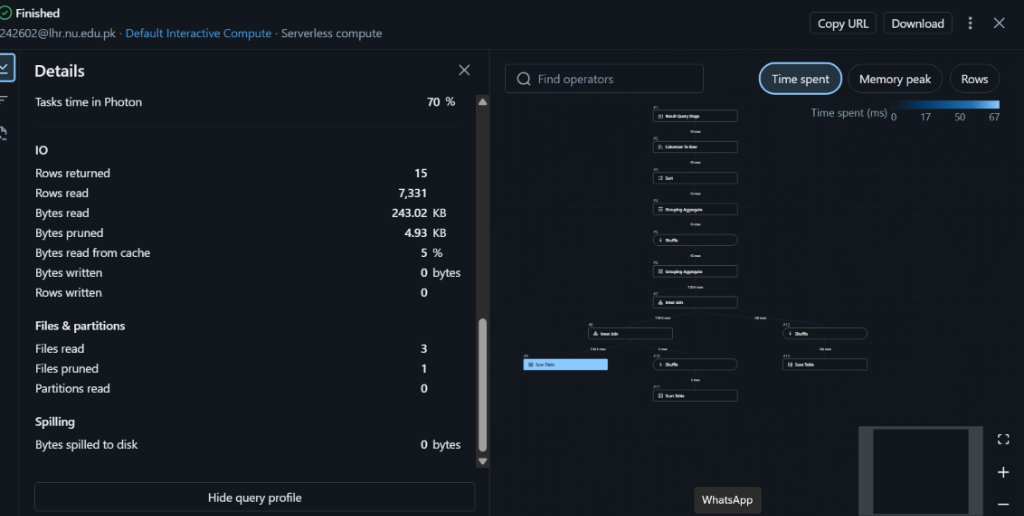 Finished
Copy URL
Download
242602@lhr.nu.edu.pk · Default Interactive Compute · Serverless compute
Details
Tasks time in Photon 70 %
IO
Rows returned 15
Rows read 7,331
Bytes read 243.02 KB
Bytes pruned 4.93 KB
Bytes read from cache 5 %
Bytes written 0 bytes
Rows written 0
Files & partitions
Files read 3
Files pruned 1
Partitions read 0
Spilling
Bytes spilled to disk 0 bytes
Hide query profile
Find operators
Time spent
Memory peak
Rows
Time spent (ms) 0 17 50 67
Result Query Stage
Columnar To Row
Sort
Grouping Aggregate
Shuffle
Grouping Aggregate
Inner Join
Inner Join
Shuffle
Scan Table
Shuffle
Scan Table
Scan Table
WhatsApp